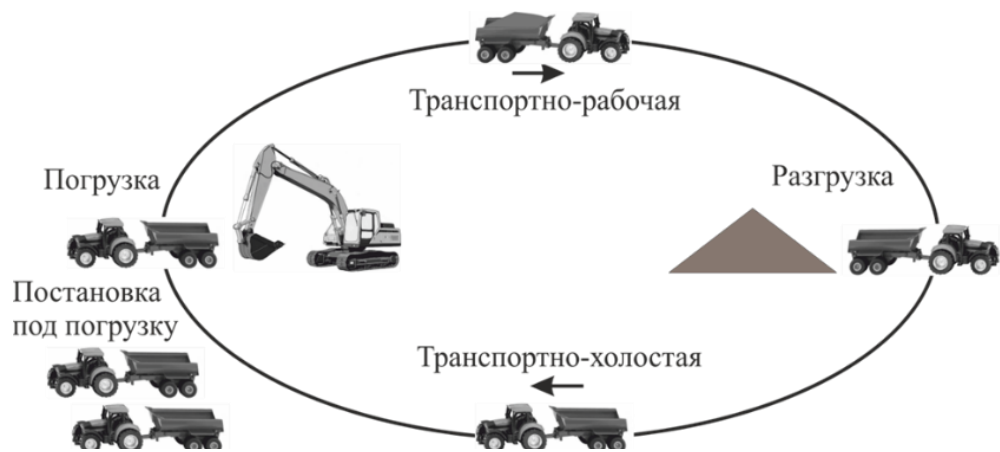 Транспортно-рабочая
Погрузка
Разгрузка
Постановка
под погрузку
Транспортно-холостая